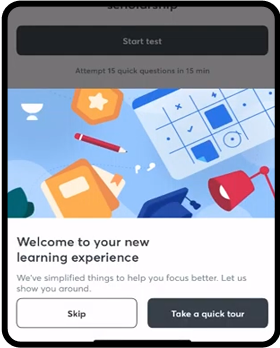 scholarship
Start test
Attempt 15 quick questions in 15 min
Welcome to your new
learning experience
We've simplified things to help you focus better. Let us
show you around.
Skip
Take a quick tour